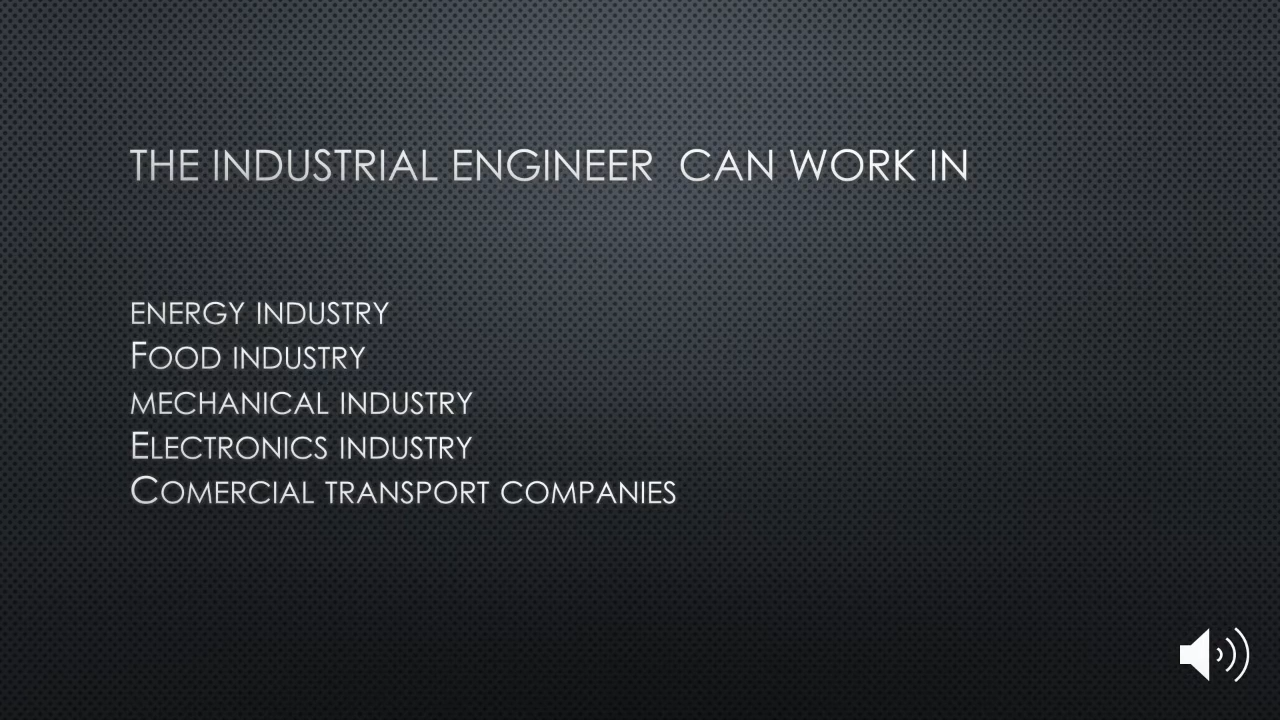 THE INDUSTRIAL ENGINEER CAN WORK IN
ENERGY INDUSTRY
FOOD INDUSTRY
MECHANICAL INDUSTRY
ELECTRONICS INDUSTRY
COMERCIAL TRANSPORT COMPANIES